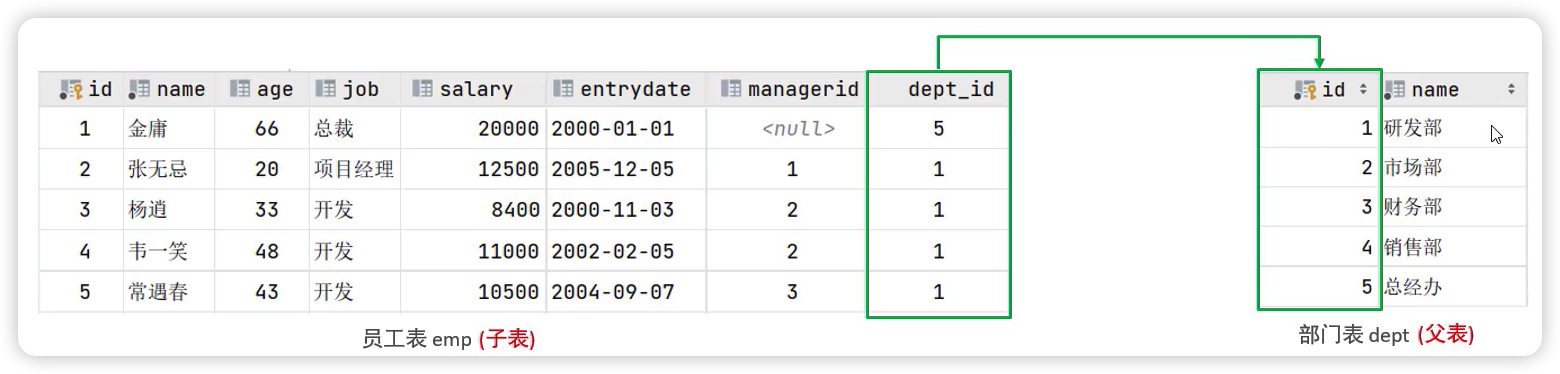 id name age job salary entrydate managerid dept_id id name
1 金庸 66 总裁 20000 2000-01-01 <null> 5 1 研发部
2 张无忌 20 项目经理 12500 2005-12-05 1 1 2 市场部
3 杨逍 33 开发 8400 2000-11-03 2 1 3 财务部
4 韦一笑 48 开发 11000 2002-02-05 2 1 4 销售部
5 常遇春 43 开发 10500 2004-09-07 3 1 5 总经办
员工表 emp (子表) 部门表 dept (父表)